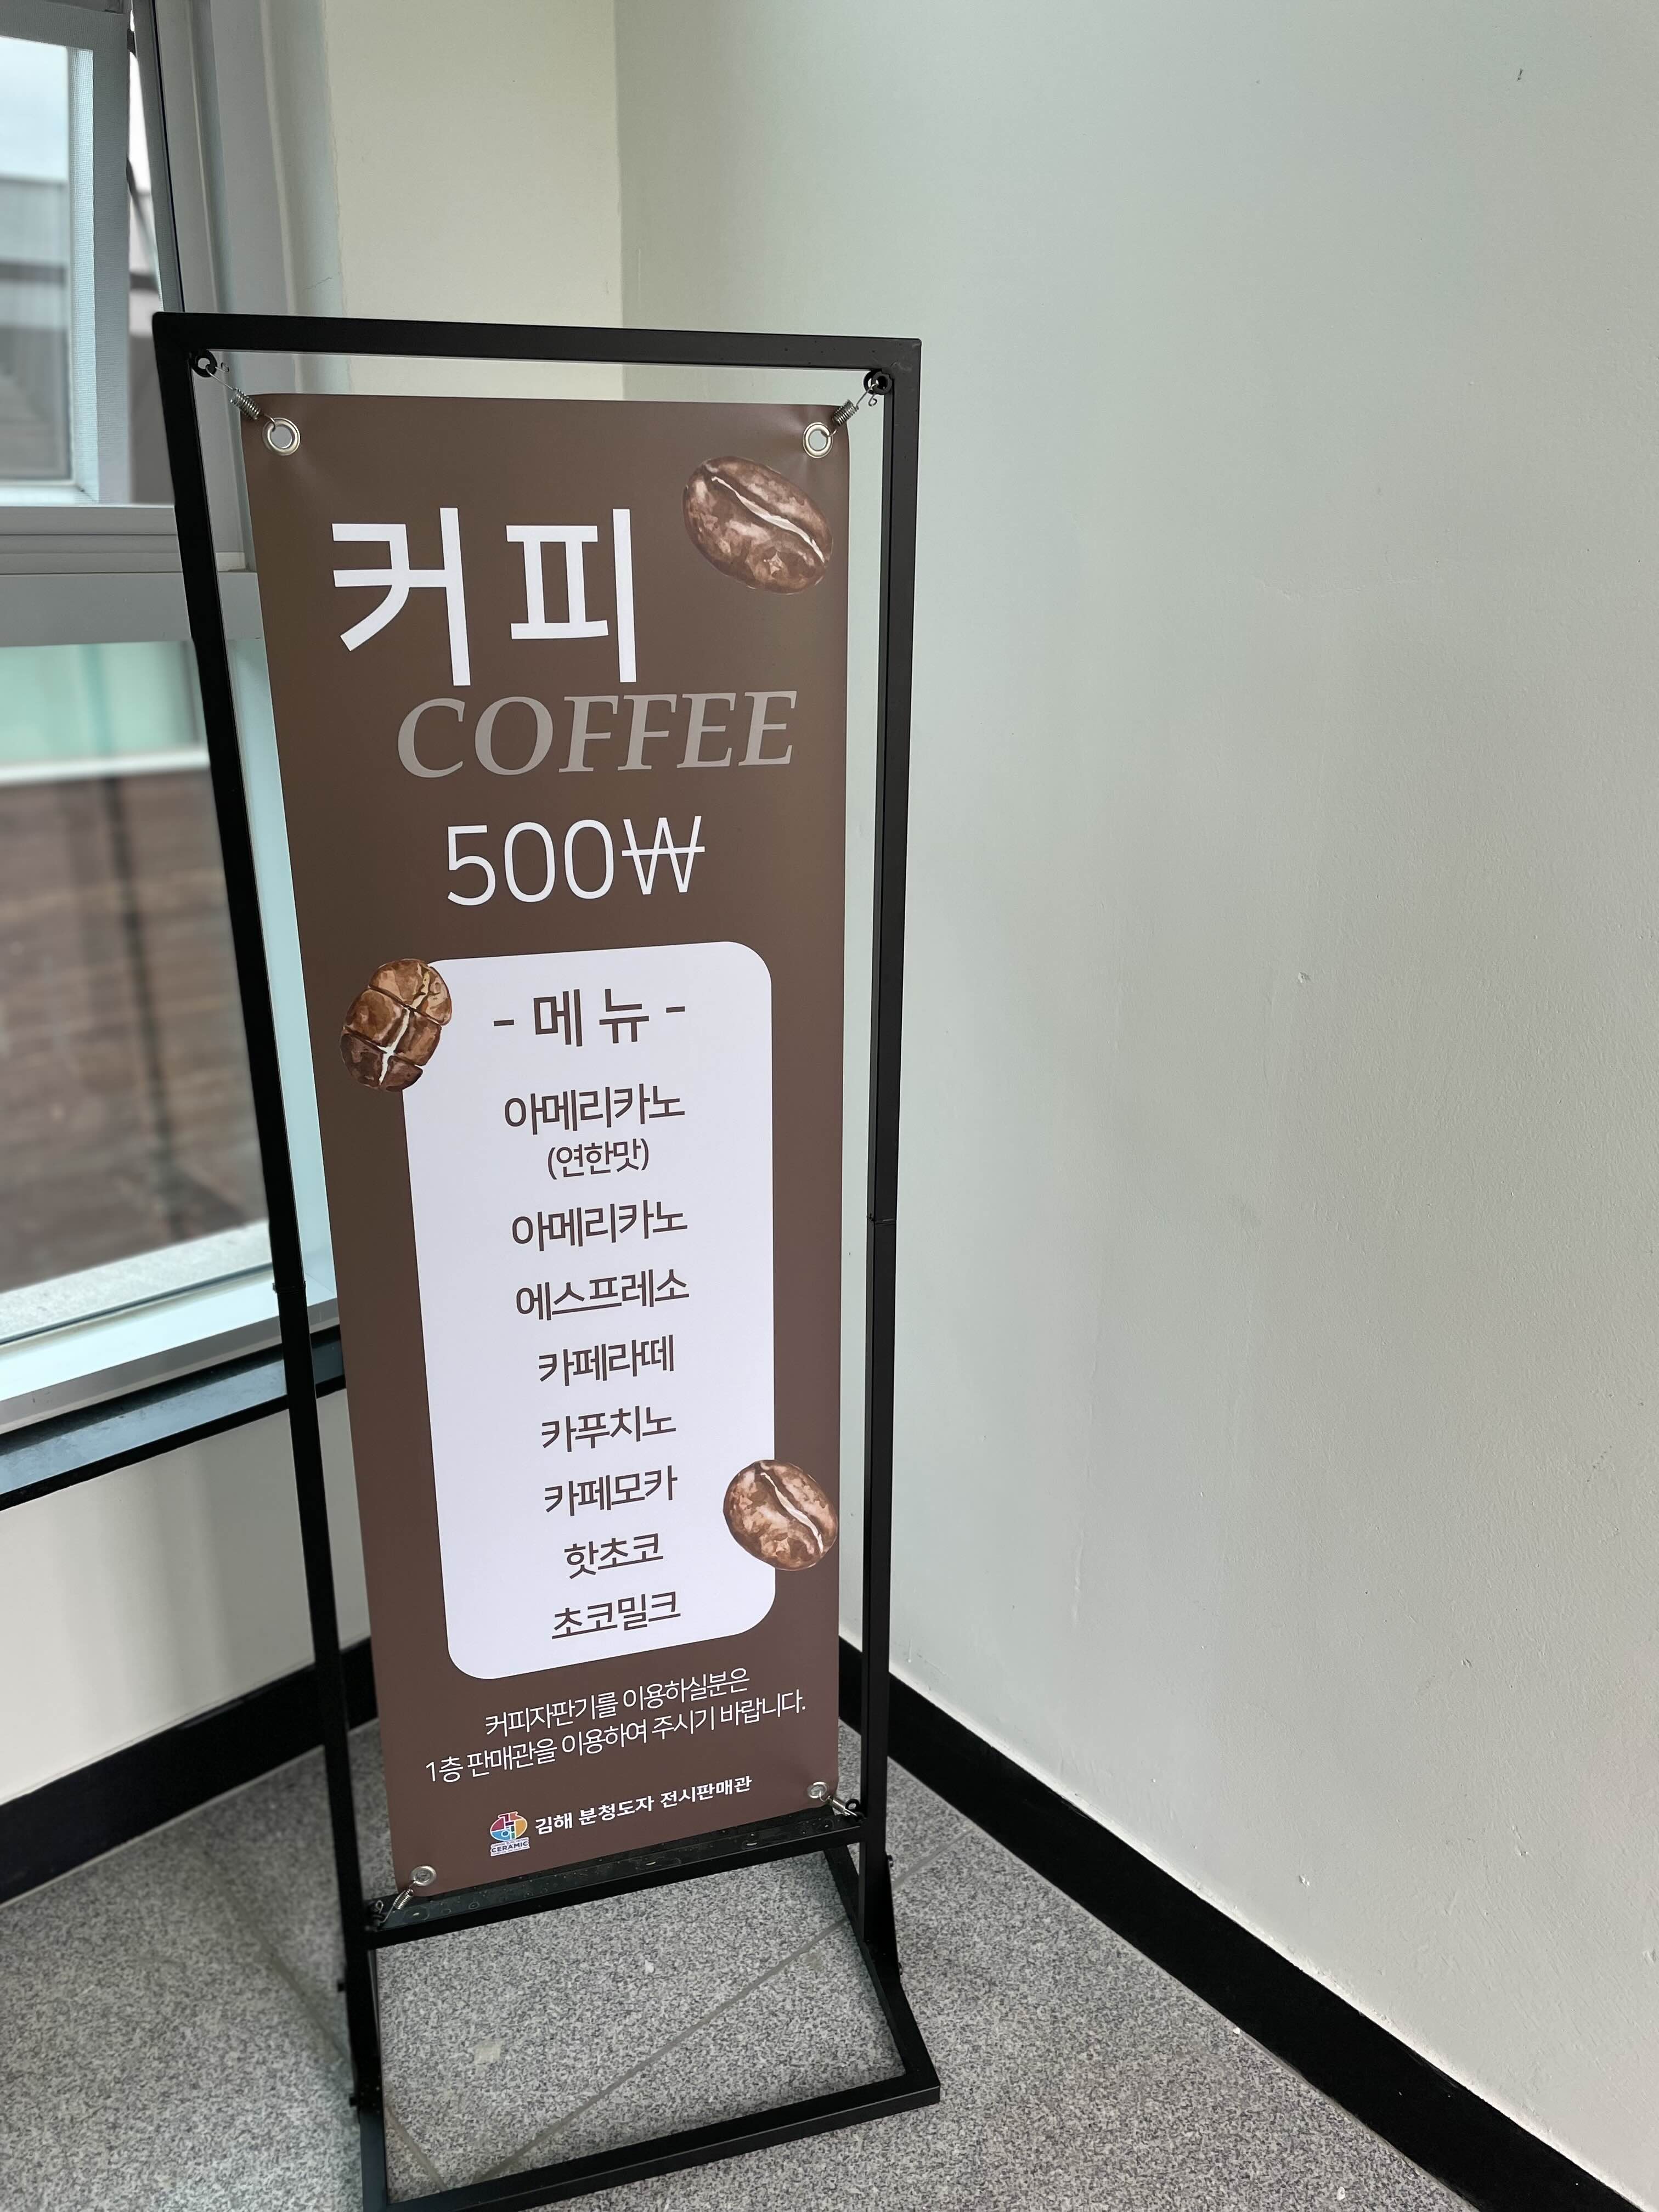 커피
COFFEE
500₩
- 메뉴 -
아메리카노
(연한맛)
아메리카노
에스프레소
카페라떼
카푸치노
카페모카
핫초코
초코밀크
커피자판기를 이용하실분은
1층 판매관을 이용하여 주시기 바랍니다.
CERAMIC
김해 분청도자 전시판매관